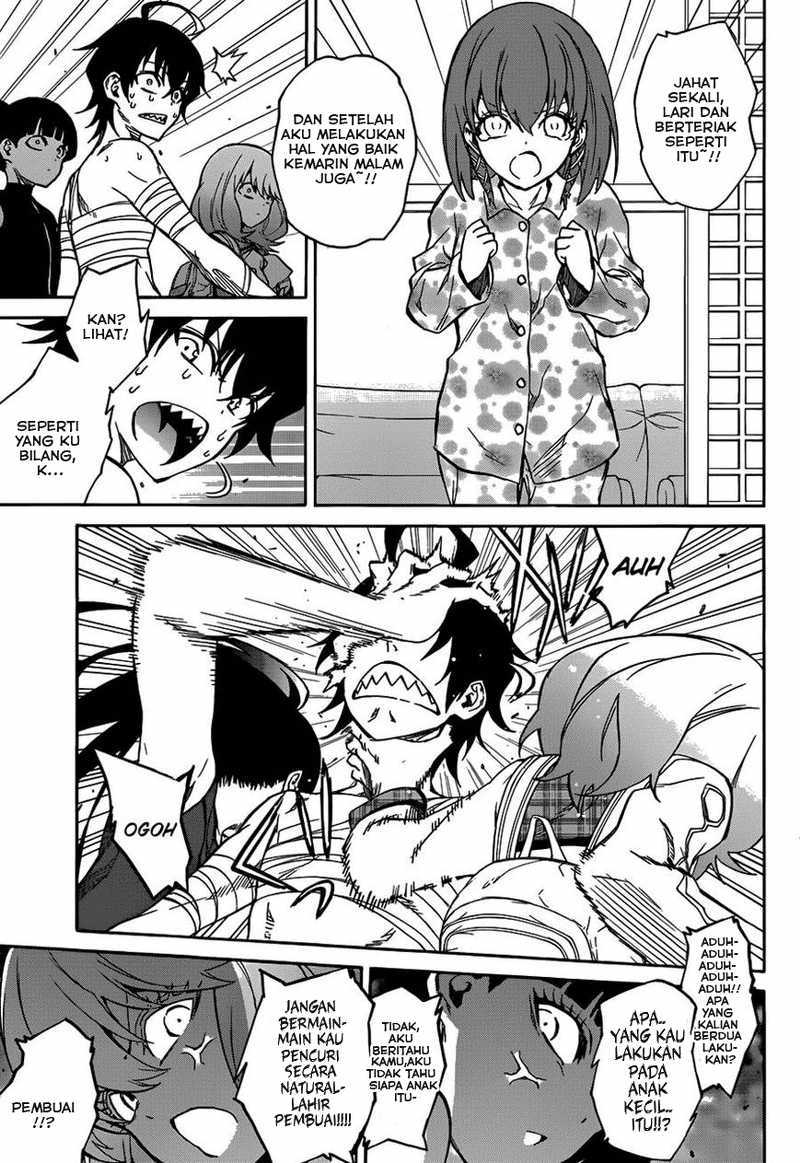 JAHAT
SEKALI,
LARI DAN
BERTERIAK
SEPERTI
ITU~!!
DAN SETELAH
AKU MELAKUKAN
HAL YANG BAIK
KEMARIN MALAM
JUGA~!!
KAN?
LIHAT!
SEPERTI
YANG KU
BILANG,
K...
AUH
OGOH
ADUH-
ADUH-
ADUH-
ADUH-
ADUH!!
APA
YANG
KALIAN
BERDUA
LAKU-
KAN?
APA..
YANG KAU
LAKUKAN
PADA
ANAK
KECIL..
ITU!!?
TIDAK,
AKU
BERITAHU
KAMU,AKU
TIDAK TAHU
SIAPA ANAK
ITU-
JANGAN
BERMAIN-
MAIN KAU
PENCURI
SECARA
NATURAL-
LAHIR
PEMBUAI!!!!!
PEMBUAI
!!?